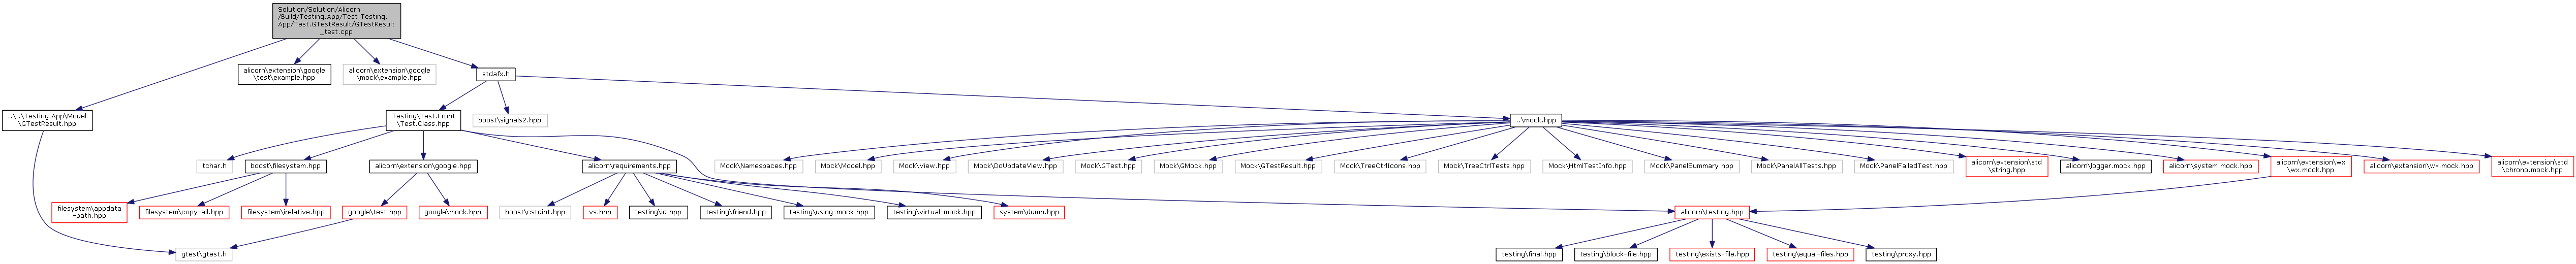 Solution/Solution/Alicorn
/Build/Testing.App/Test.Testing.
App/Test.GTestResult/GTestResult
_test.cpp
alicorn\extension\google
\test\example.hpp
alicorn\extension\google
\mock\example.hpp
stdafx.h
..\..\Testing.App\Model
\GTestResult.hpp
Testing\Test.Front
\Test.Class.hpp
boost\signals2.hpp
..\mock.hpp
tchar.h
boost\filesystem.hpp
alicorn\extension\google.hpp
alicorn\requirements.hpp
Mock\Namespaces.hpp
Mock\Model.hpp
Mock\View.hpp
Mock\DoUpdateView.hpp
Mock\GTest.hpp
Mock\GMock.hpp
Mock\GTestResult.hpp
Mock\TreeCtrlIcons.hpp
Mock\TreeCtrlTests.hpp
Mock\HtmlTestInfo.hpp
Mock\PanelSummary.hpp
Mock\PanelAllTests.hpp
Mock\PanelFailedTest.hpp
alicorn\extension\std
\string.hpp
alicorn\logger.mock.hpp
alicorn\system.mock.hpp
alicorn\extension\wx
\wx.mock.hpp
alicorn\extension\wx.mock.hpp
alicorn\extension\std
\chrono.mock.hpp
filesystem\appdata
-path.hpp
filesystem\copy-all.hpp
filesystem\relative.hpp
google\test.hpp
google\mock.hpp
boost\cstdint.hpp
vs.hpp
testing\id.hpp
testing\friend.hpp
testing\using-mock.hpp
testing\virtual-mock.hpp
system\dump.hpp
alicorn\testing.hpp
gtest\gtest.h
testing\final.hpp
testing\block-file.hpp
testing\exists-file.hpp
testing\equal-files.hpp
testing\proxy.hpp